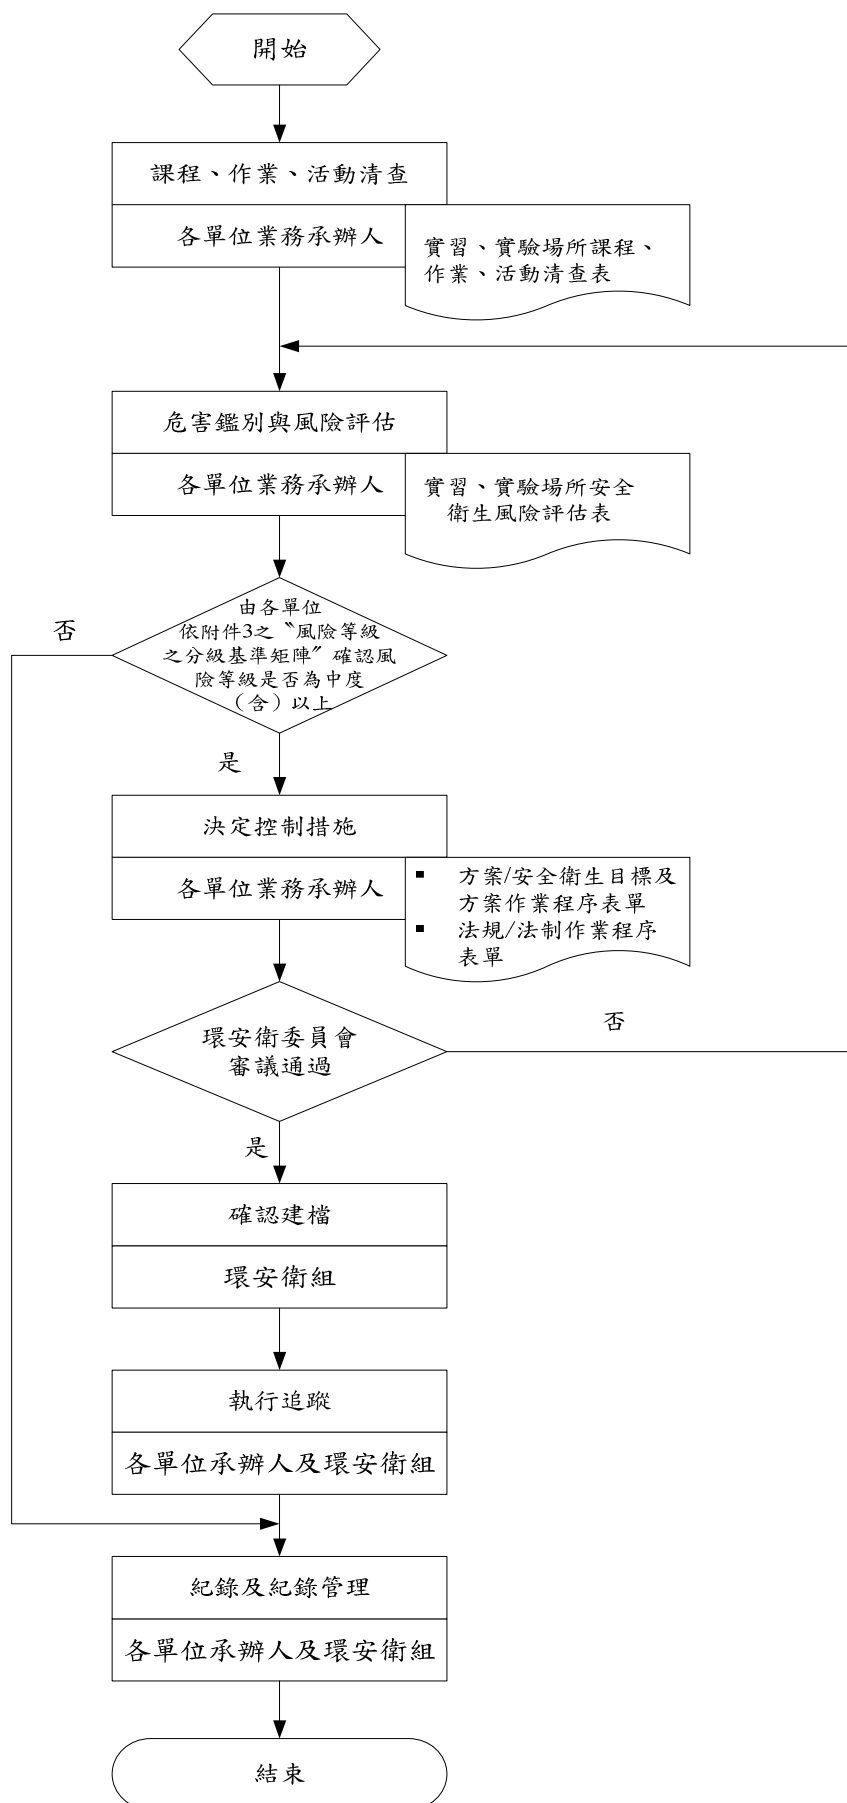 開始
課程、作業、活動清查
各單位業務承辦人
實習、實驗場所課程、
作業、活動清查表
危害鑑別與風險評估
各單位業務承辦人
實習、實驗場所安全
衛生風險評估表
由各單位
依附件3之〝風險等級
之分級基準矩陣〞確認風
險等級是否為中度
（含）以上
否
是
決定控制措施
各單位業務承辦人
▪ 方案/安全衛生目標及
方案作業程序表單
▪ 法規/法制作業程序
表單
環安衛委員會
審議通過
否
是
確認建檔
環安衛組
執行追蹤
各單位承辦人及環安衛組
紀錄及紀錄管理
各單位承辦人及環安衛組
結束